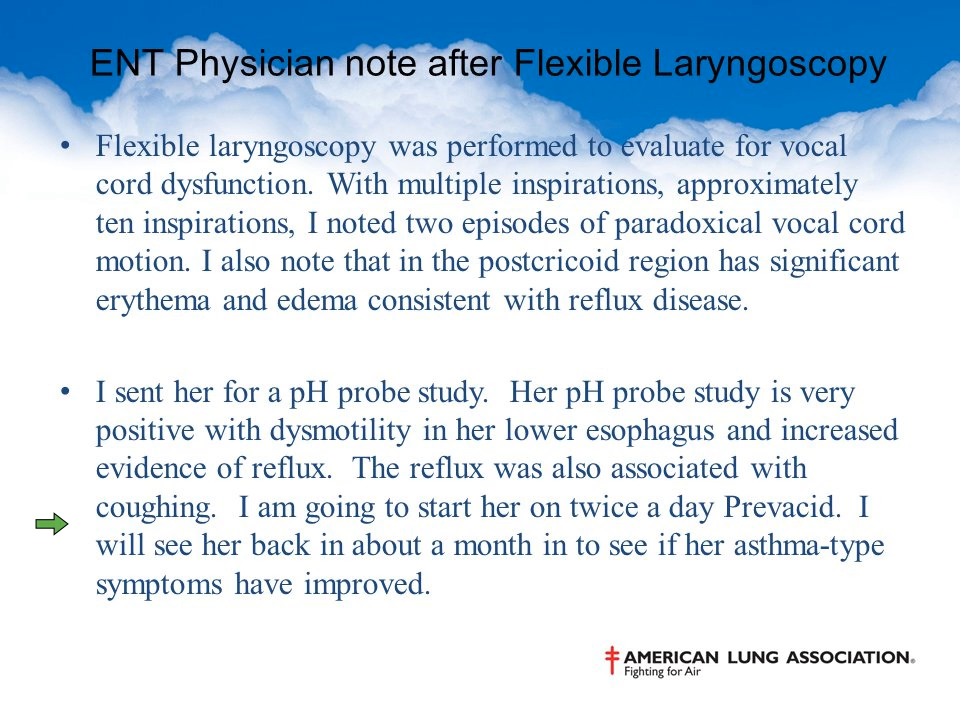 ENT Physician note after Flexible Laryngoscopy
• Flexible laryngoscopy was performed to evaluate for vocal
cord dysfunction. With multiple inspirations, approximately
ten inspirations, I noted two episodes of paradoxical vocal cord
motion. I also note that in the postcricoid region has significant
erythema and edema consistent with reflux disease.
• I sent her for a pH probe study. Her pH probe study is very
positive with dysmotility in her lower esophagus and increased
evidence of reflux. The reflux was also associated with
coughing. I am going to start her on twice a day Prevacid. I
will see her back in about a month in to see if her asthma-type
symptoms have improved.
AMERICAN LUNG ASSOCIATION®
Fighting for Air